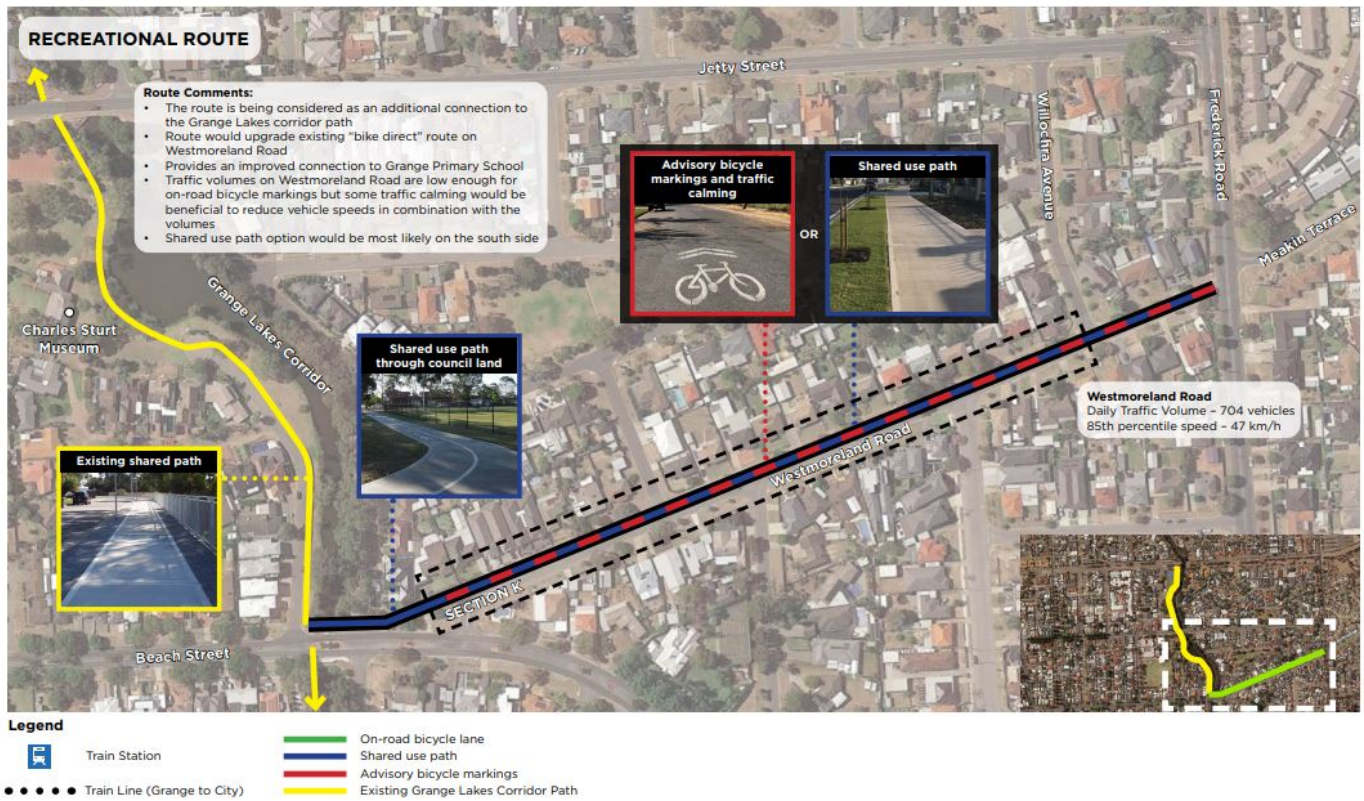 RECREATIONAL ROUTE
Jetty Street
Route Comments:
• The route is being considered as an additional connection to
the Grange Lakes corridor path
• Route would upgrade existing "bike direct" route on
Westmoreland Road
• Provides an improved connection to Grange Primary School
• Traffic volumes on Westmoreland Road are low enough for
on-road bicycle markings but some traffic calming would be
beneficial to reduce vehicle speeds in combination with the
volumes
• Shared use path option would be most likely on the south side
Willochra Avenue
Frederick Road
Meakin Terrace
Advisory bicycle
markings and traffic
calming
OR
Shared use path
Grange Lakes Corridor
Charles Sturt
Museum
Shared use path
through council land
Westmoreland Road
Daily Traffic Volume – 704 vehicles
85th percentile speed – 47 km/h
Existing shared path
Westmoreland Road
SECTION K
Beach Street
Legend
Train Station
Train Line (Grange to City)
On-road bicycle lane
Shared use path
Advisory bicycle markings
Existing Grange Lakes Corridor Path